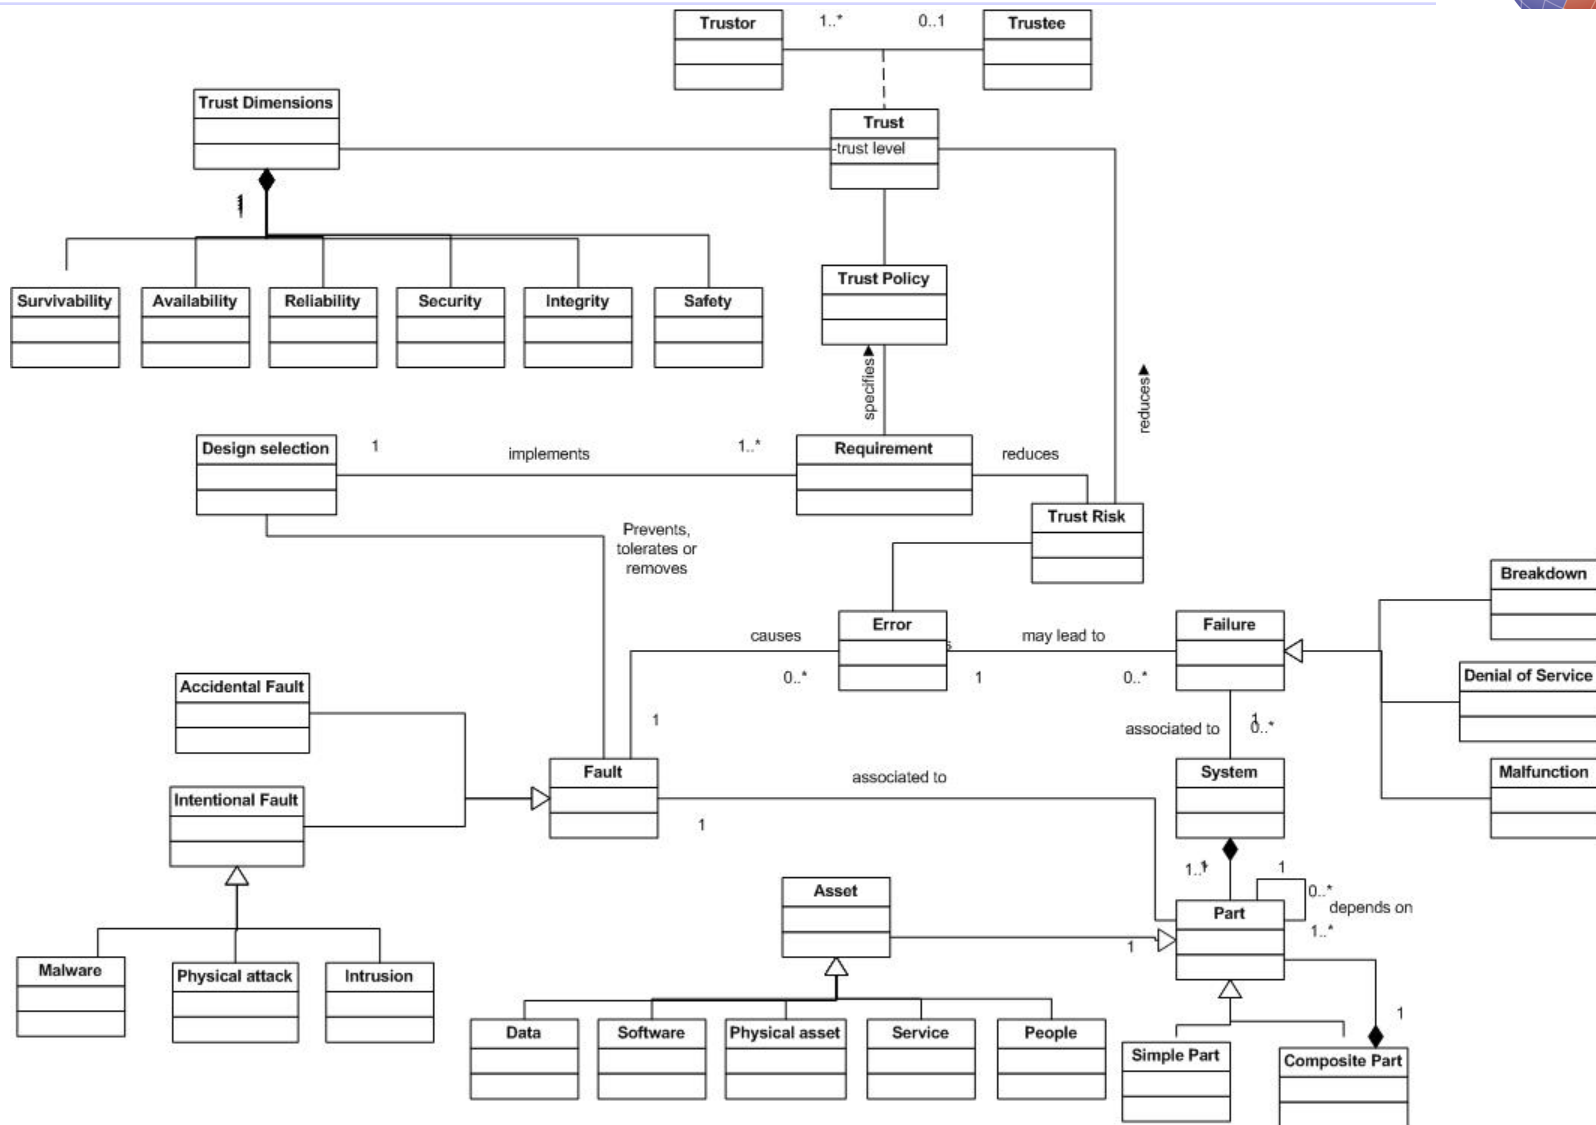 Trustor
1..*
0..1
Trustee
Trust Dimensions
Trust
-trust level
Trust Policy
Survivability
Availability
Reliability
Security
Integrity
Safety
specifies▲
reduces▲
Design selection
1
implements
1..*
Requirement
reduces
Trust Risk
Prevents,
tolerates or
removes
Breakdown
Error
Failure
causes
may lead to
0..*
1
0..*
Denial of Service
Accidental Fault
1
associated to
0..*
Fault
associated to
System
Malfunction
Intentional Fault
1
1
Asset
0..*
depends on
Part
1..*
1
Malware
Physical attack
Intrusion
1
Data
Software
Physical asset
Service
People
Simple Part
Composite Part